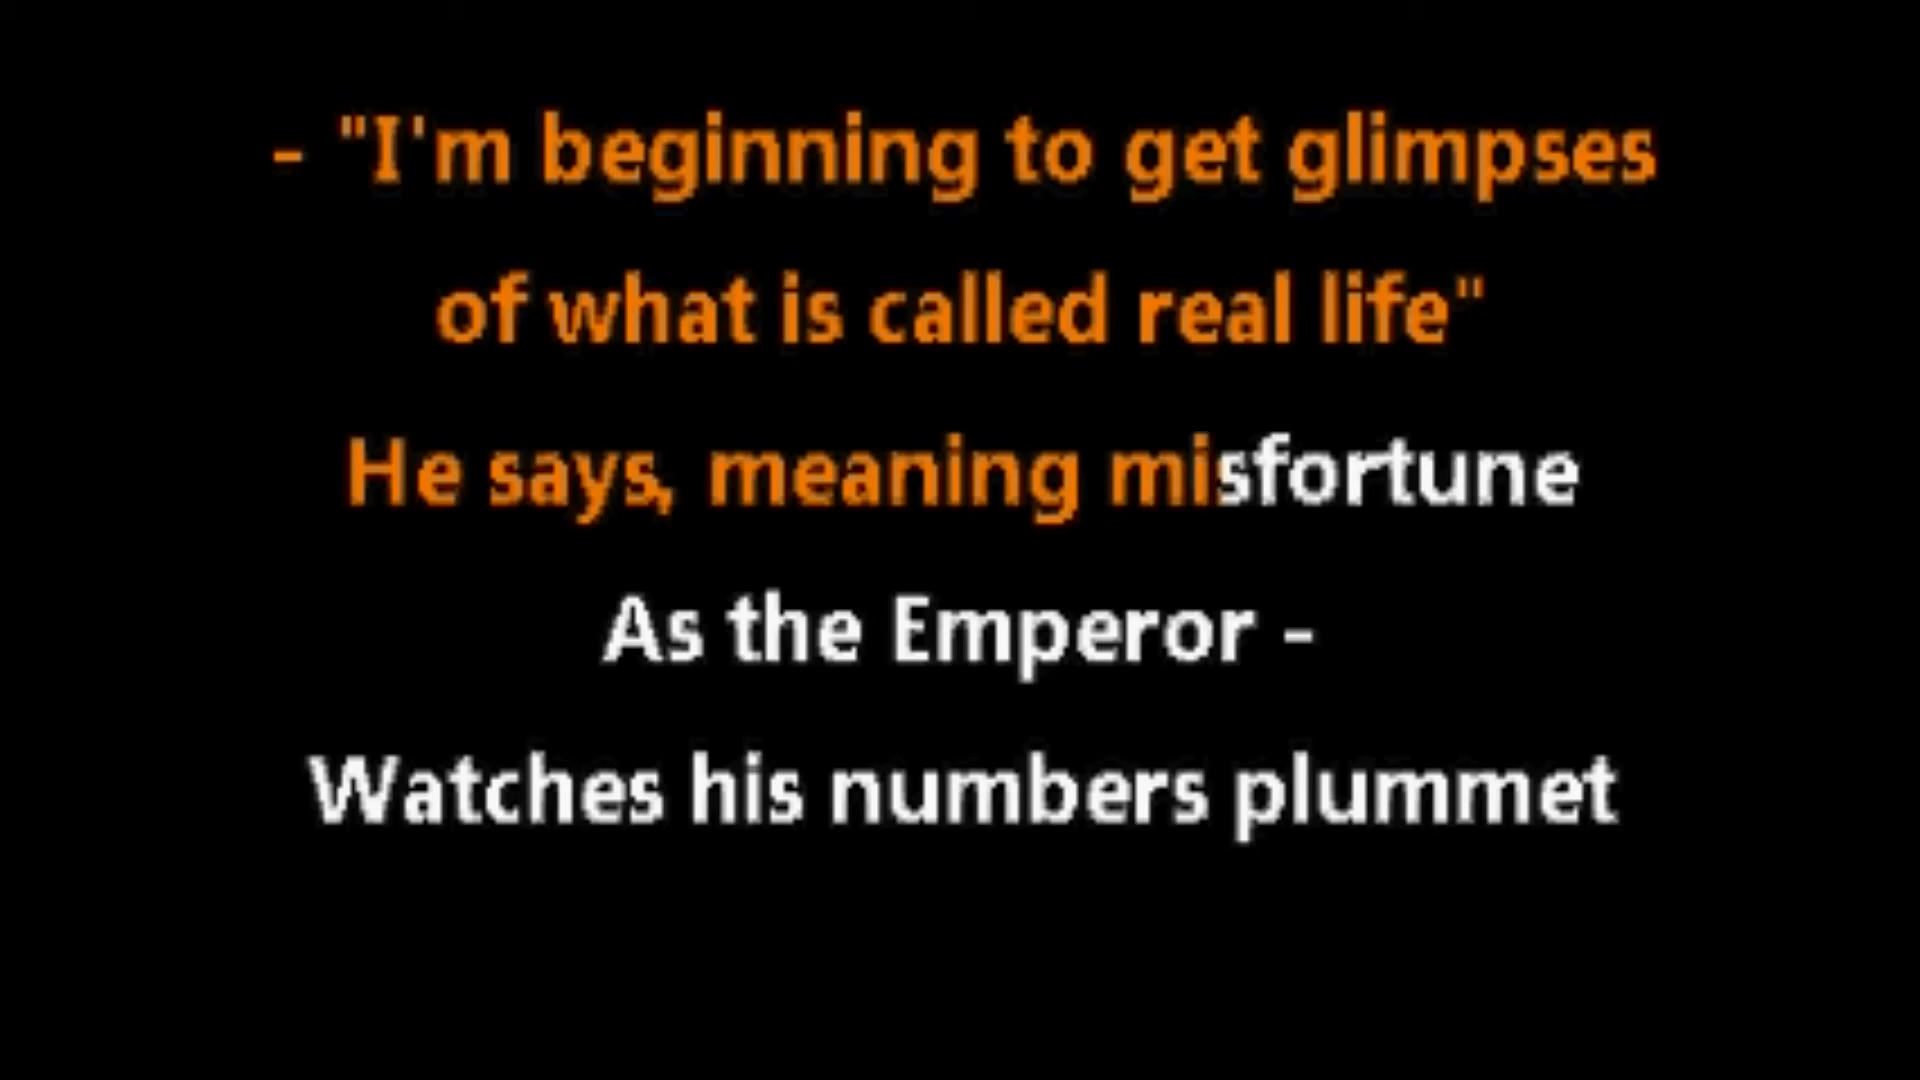 - "I'm beginning to get glimpses
of what is called real life"
He says, meaning misfortune
As the Emperor -
Watches his numbers plummet